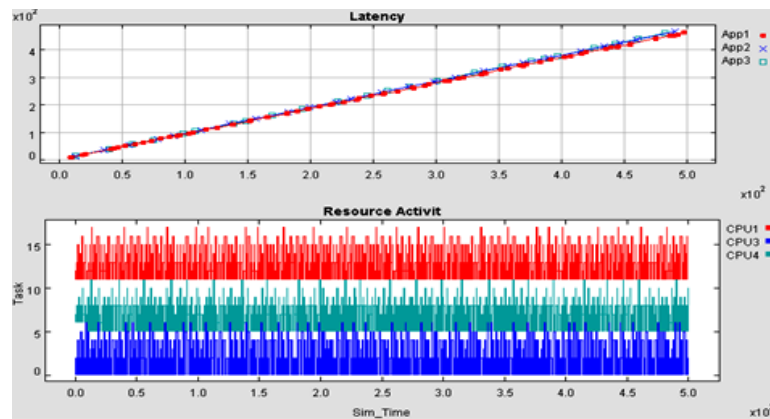 Latency
x10²
4
3
2
1
0
App1
App2
App3
0.0 0.5 1.0 1.5 2.0 2.5 3.0 3.5 4.0 4.5 5.0
x10²
Resource Activit
15
10
5
0
Task
CPU1
CPU3
CPU4
0.0 0.5 1.0 1.5 2.0 2.5 3.0 3.5 4.0 4.5 5.0
Sim_Time